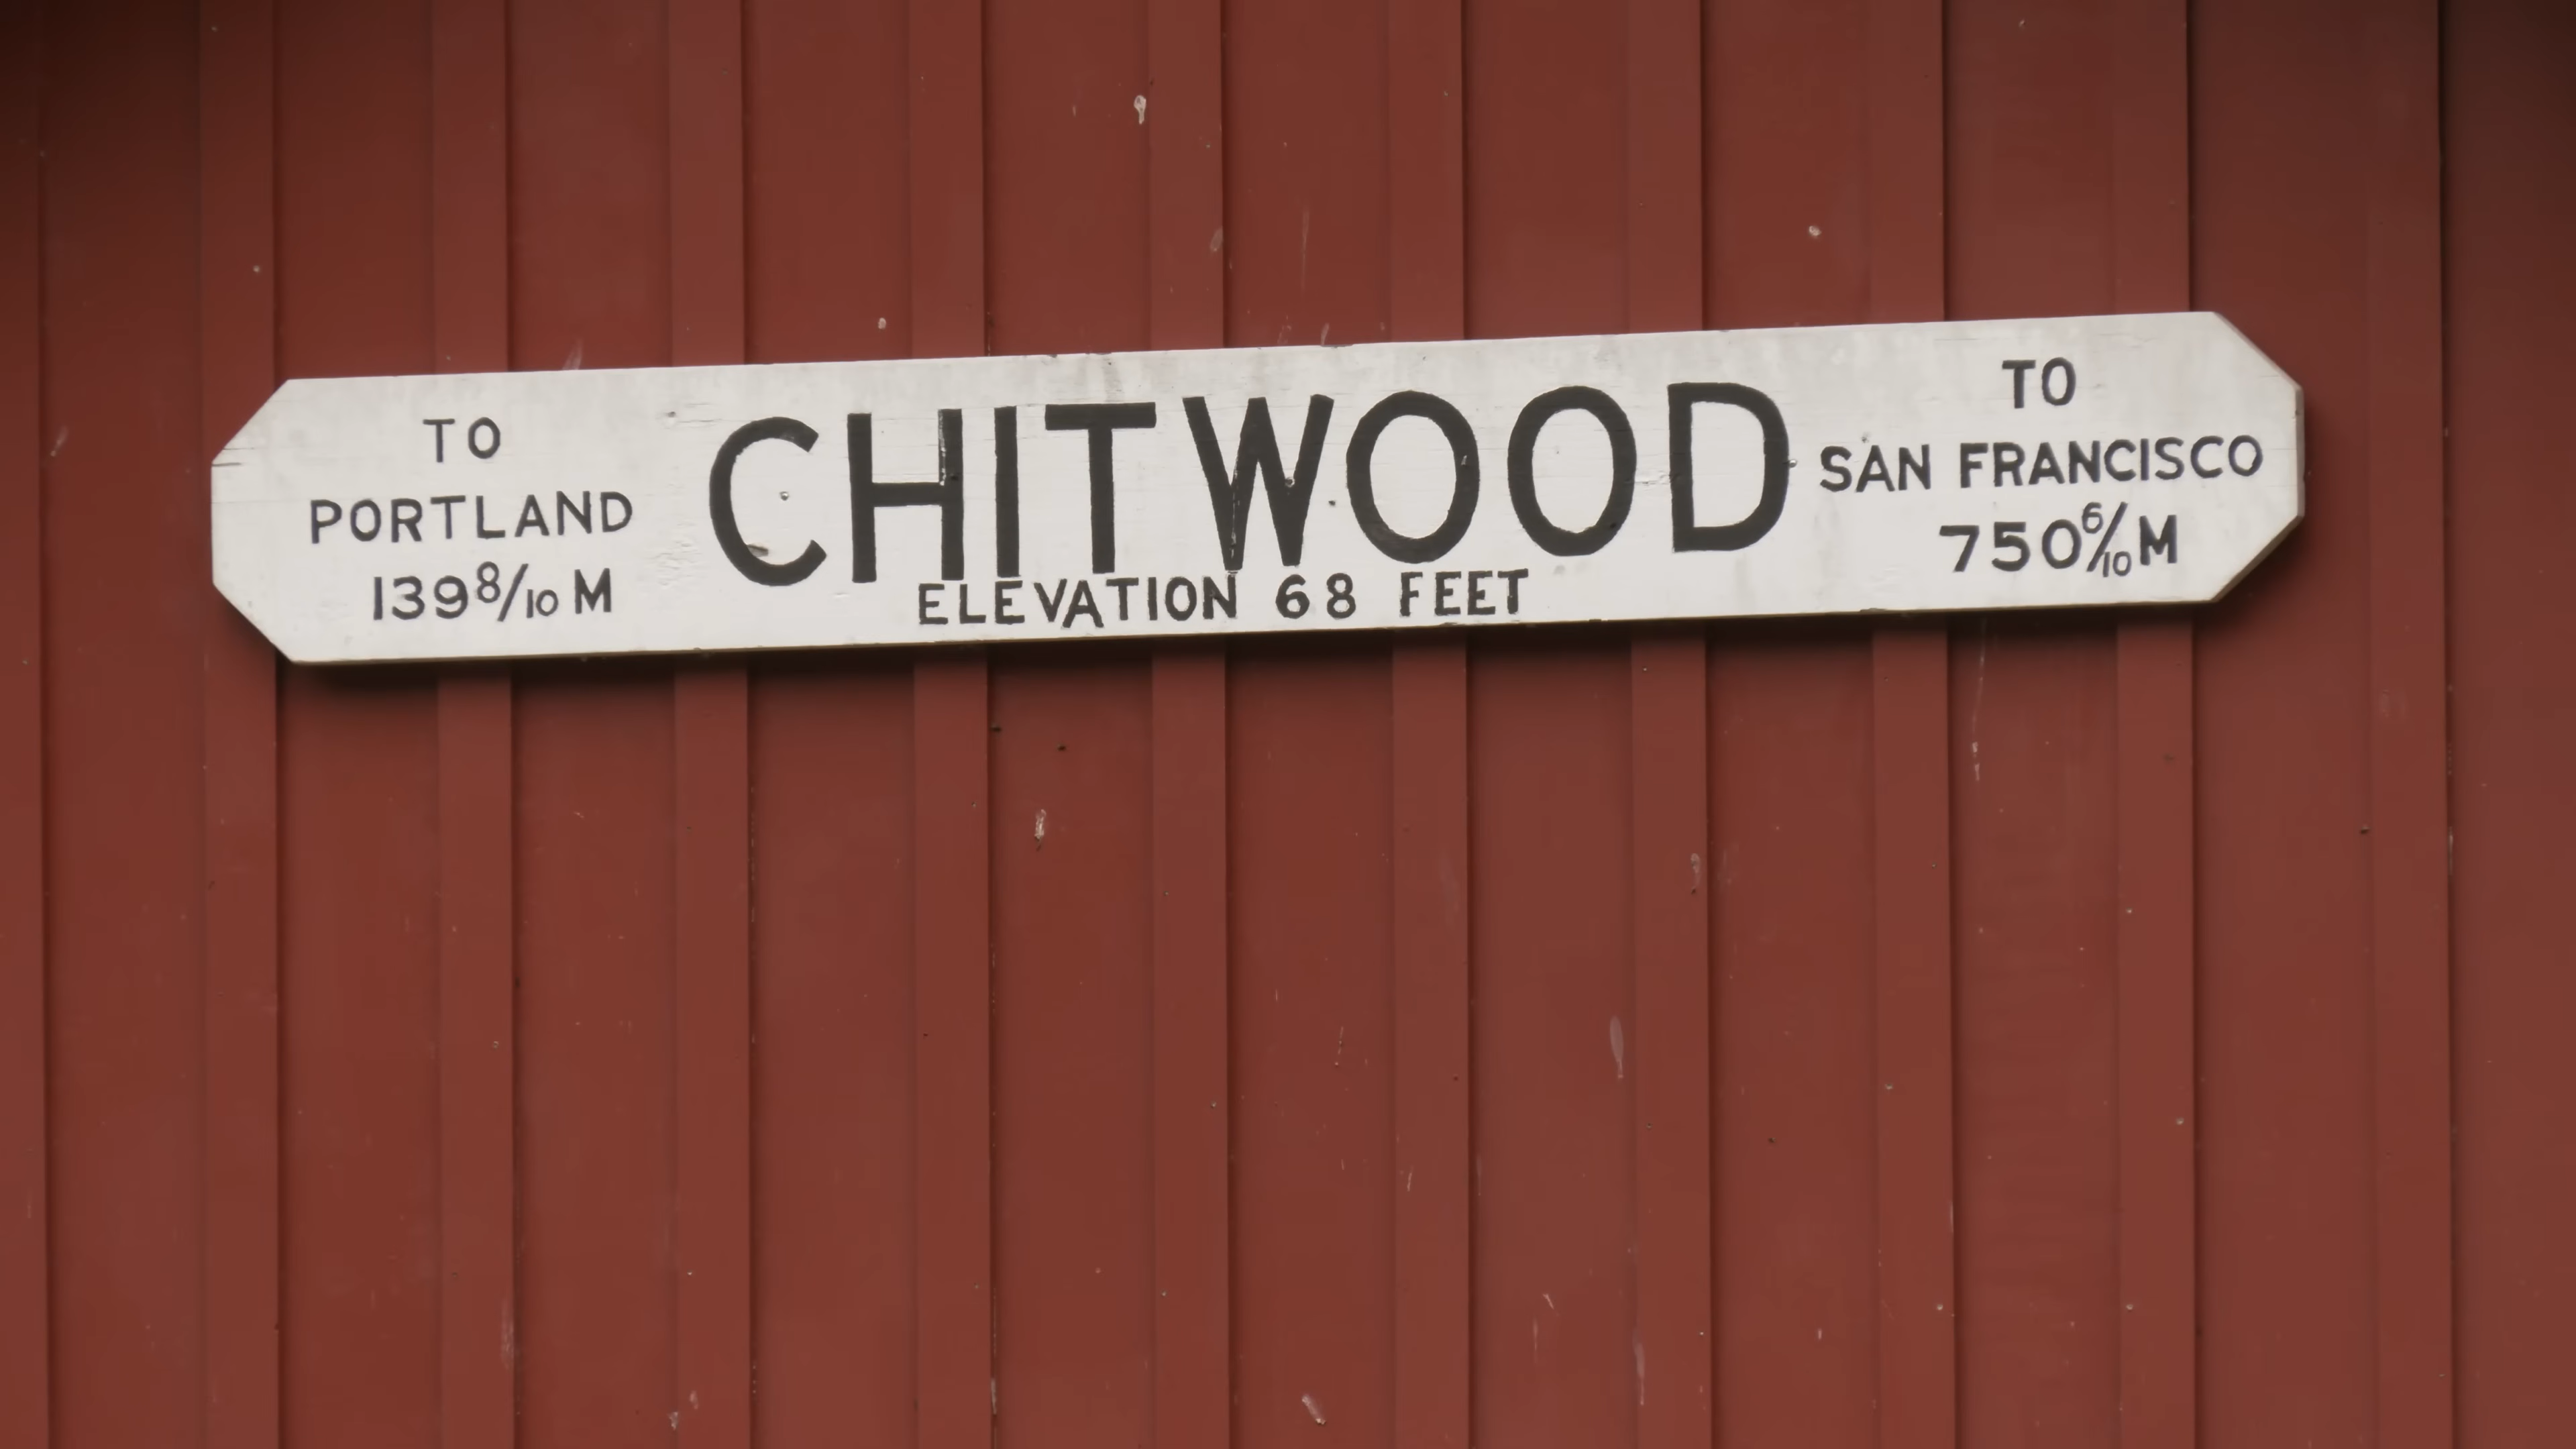 TO
PORTLAND
139 8/10 M
CHITWOOD
ELEVATION 68 FEET
TO
SAN FRANCISCO
750 6/10 M